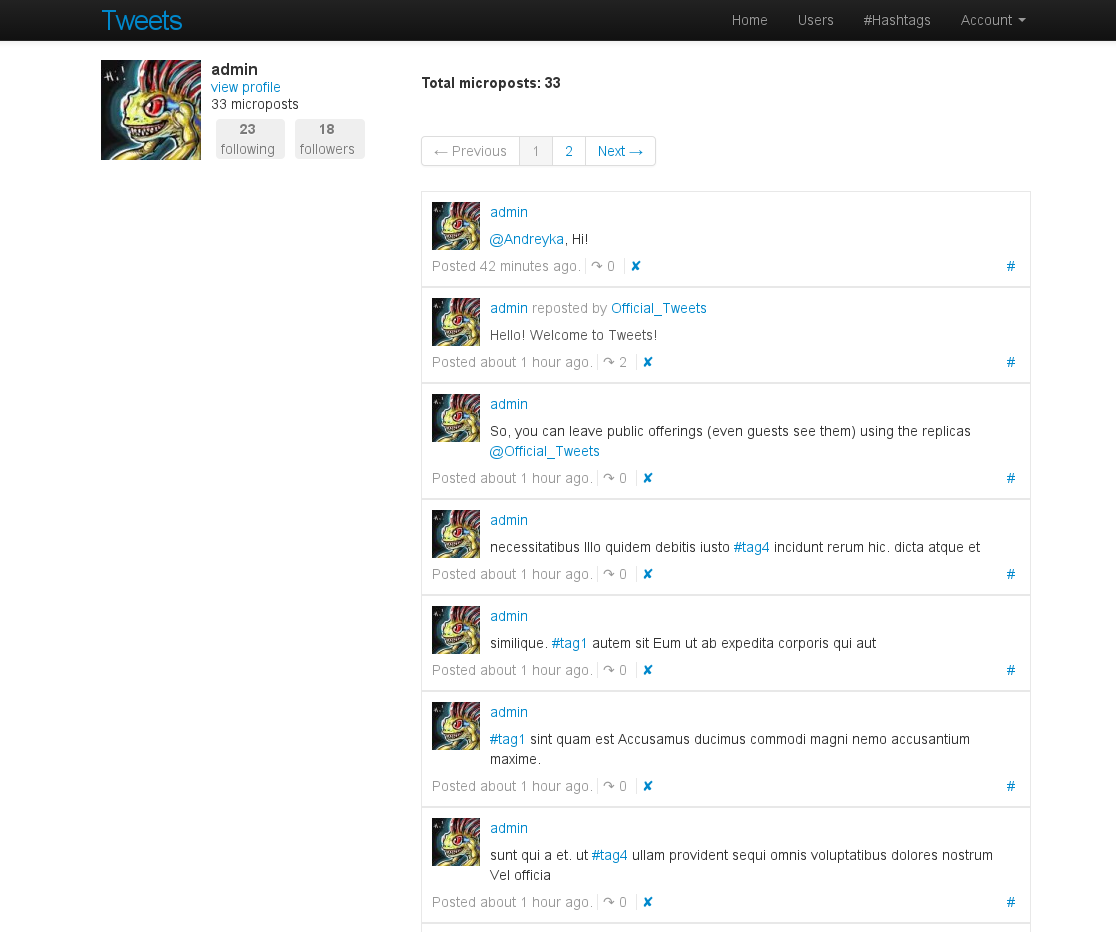 Tweets
Home Users #Hashtags Account
Hi!
admin
view profile
33 microposts
23 following
18 followers
Total microposts: 33
← Previous 1 2 Next →
admin
@Andreyka, Hi!
Posted 42 minutes ago. ↷ 0 ✘ #
admin reposted by Official_Tweets
Hello! Welcome to Tweets!
Posted about 1 hour ago. ↷ 2 ✘ #
admin
So, you can leave public offerings (even guests see them) using the replicas
@Official_Tweets
Posted about 1 hour ago. ↷ 0 ✘ #
admin
necessitatibus Illo quidem debitis iusto #tag4 incidunt rerum hic. dicta atque et
Posted about 1 hour ago. ↷ 0 ✘ #
admin
similique. #tag1 autem sit Eum ut ab expedita corporis qui aut
Posted about 1 hour ago. ↷ 0 ✘ #
admin
#tag1 sint quam est Accusamus ducimus commodi magni nemo accusantium
maxime.
Posted about 1 hour ago. ↷ 0 ✘ #
admin
sunt qui a et. ut #tag4 ullam provident sequi omnis voluptatibus dolores nostrum
Vel officia
Posted about 1 hour ago. ↷ 0 ✘ #